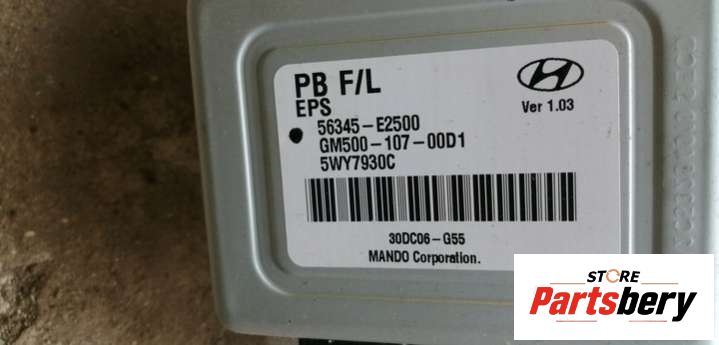 PB F/L
EPS
Ver 1.03
56345-E2500
GM500-107-00D1
5WY7930C
30DC06-G55
MANDO Corporation.
STORE
Partsbery